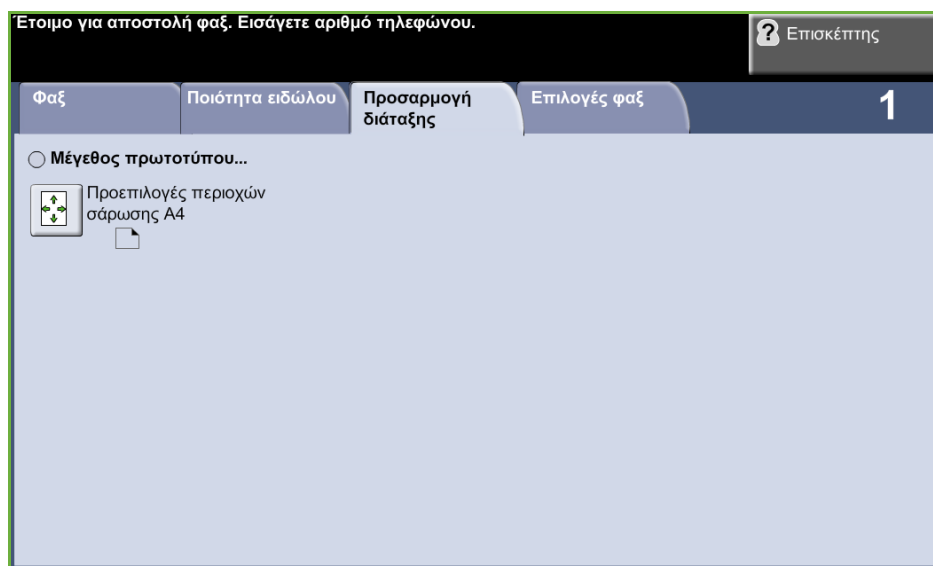 Έτοιμο για αποστολή φαξ. Εισάγετε αριθμό τηλεφώνου.
? Επισκέπτης
Φαξ
Ποιότητα ειδώλου
Προσαρμογή
διάταξης
Επιλογές φαξ
1
Μέγεθος πρωτοτύπου...
Προεπιλογές περιοχών
σάρωσης A4